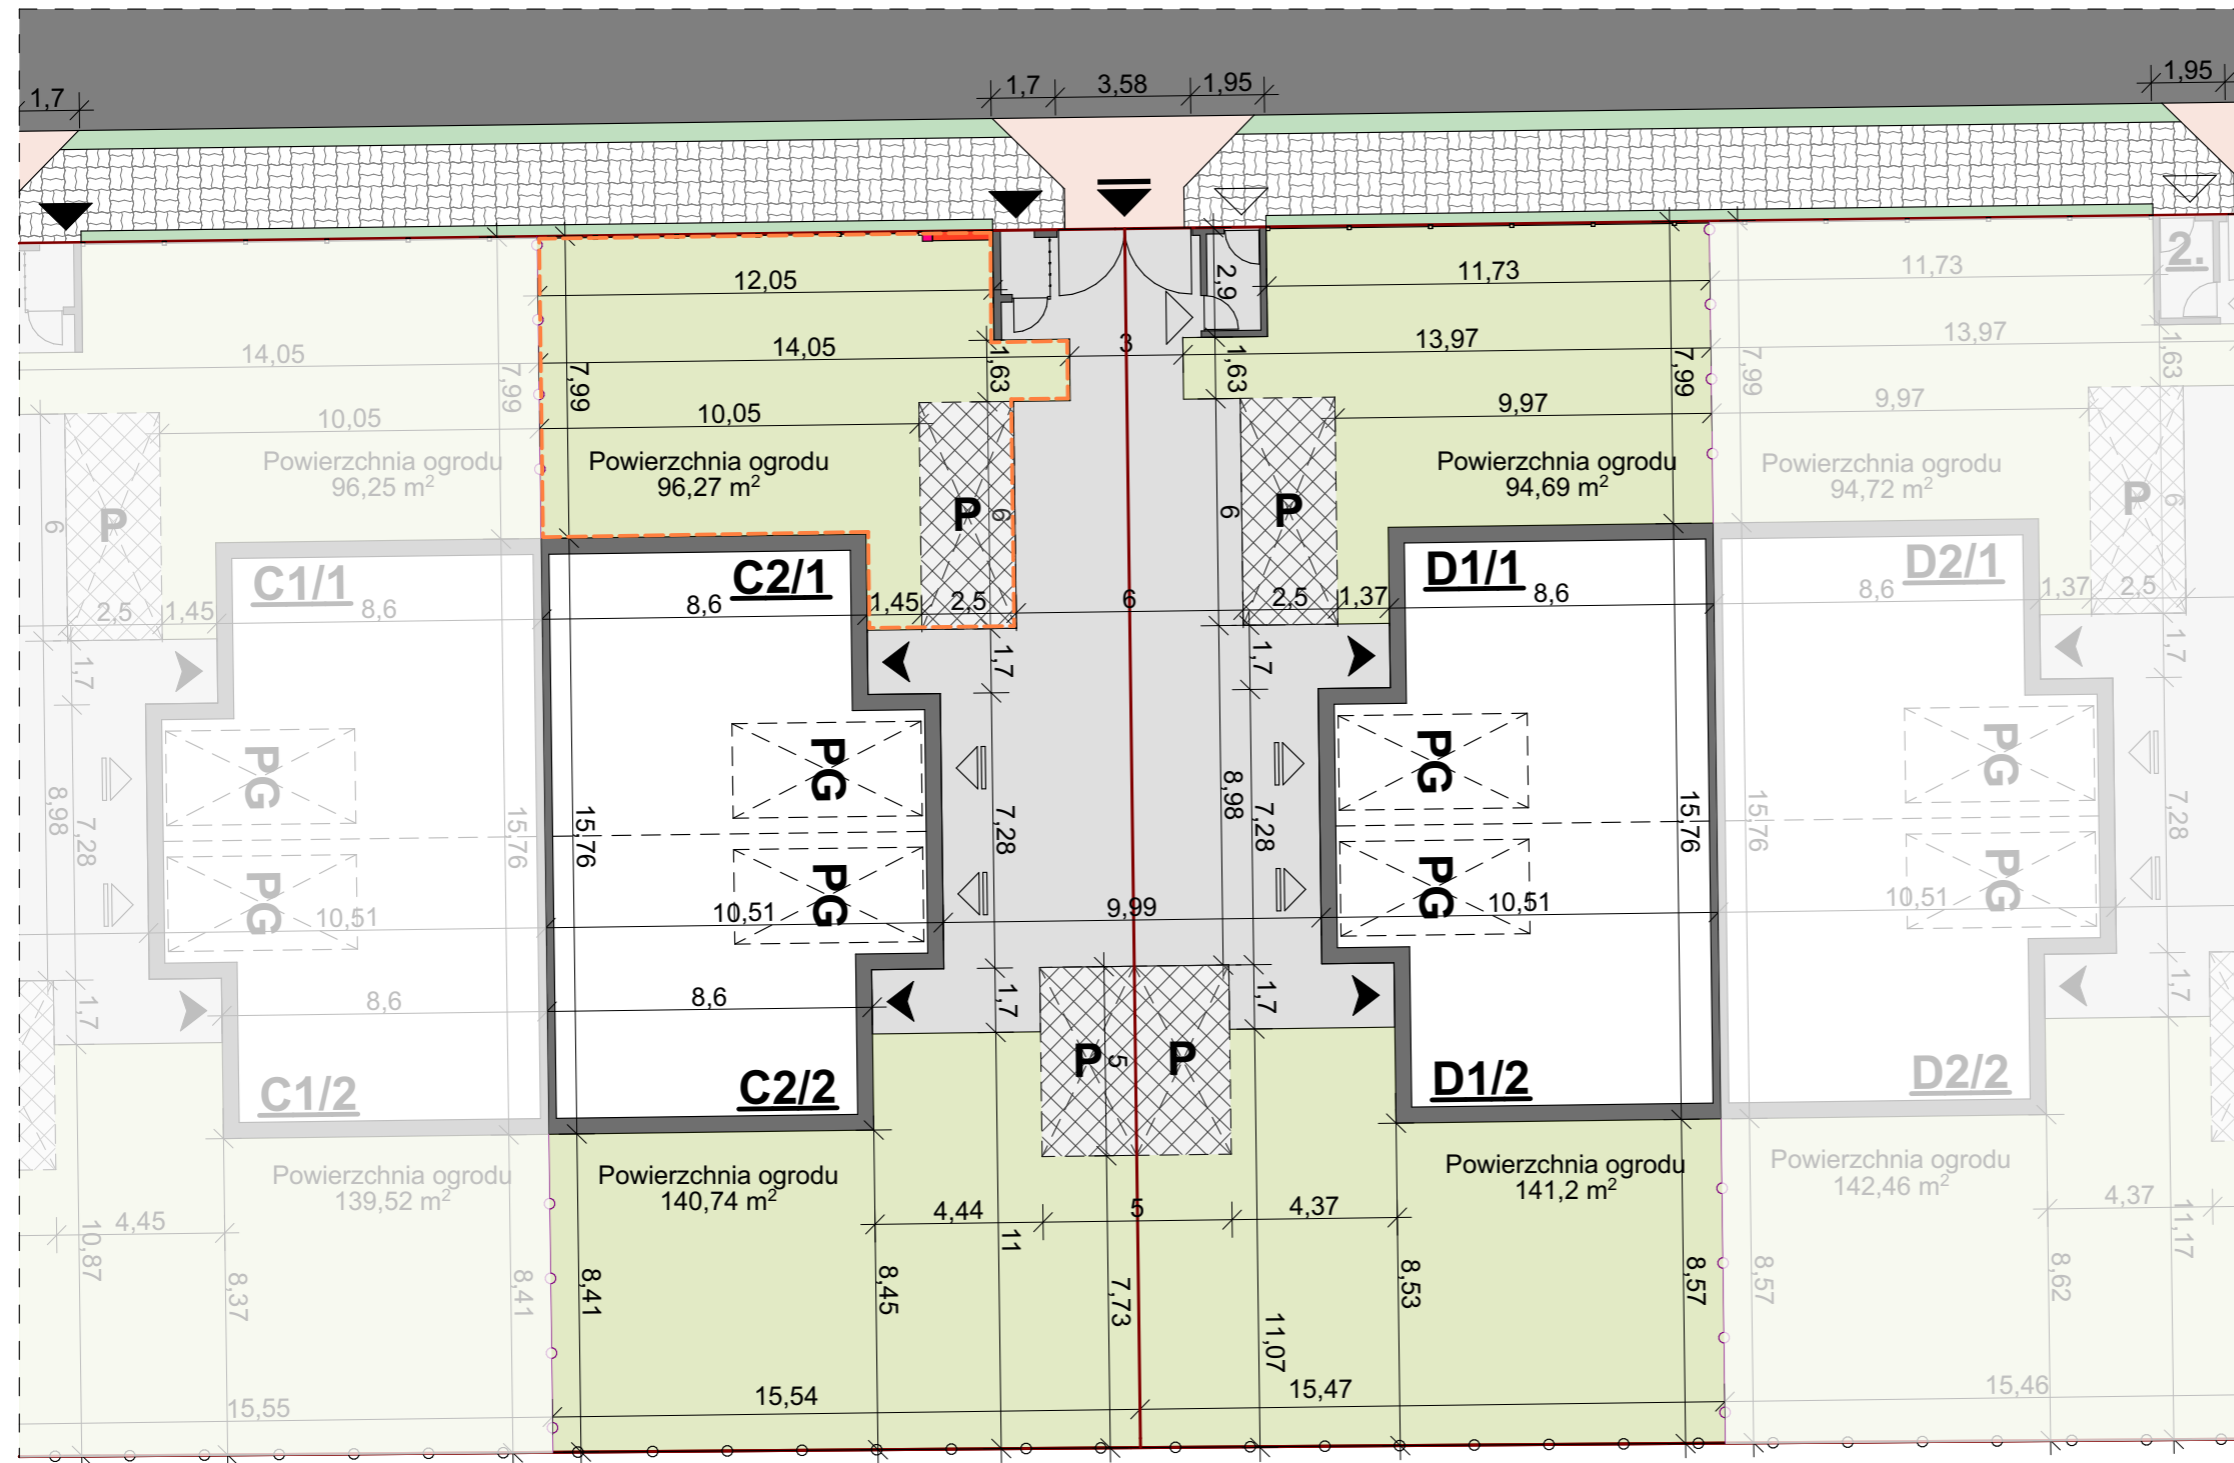 1,7
1,7
3,58
1,95
1,95
12,05
2,9
11,73
11,73
2.
14,05
7,99
7,99
14,05
1,63
3
1,63
13,97
7,99
7,99
13,97
1,63
10,05
10,05
9,97
9,97
Powierzchnia ogrodu
96,25 m²
Powierzchnia ogrodu
96,27 m²
Powierzchnia ogrodu
94,69 m²
Powierzchnia ogrodu
94,72 m²
6
P
P
6
6
P
P
6
C1/1
C2/1
D1/1
D2/1
2,5
1,45
8,6
8,6
1,45
2,5
6
2,5
1,37
8,6
8,6
1,37
2,5
1,7
1,7
1,7
1,7
PG
PG
PG
PG
8,98
7,28
15,76
15,76
7,28
8,98
7,28
15,76
15,76
7,28
PG
PG
PG
PG
10,51
10,51
9,99
10,51
10,51
1,7
8,6
8,6
1,7
1,7
1,7
C1/2
C2/2
P
5
P
D1/2
D2/2
Powierzchnia ogrodu
139,52 m²
Powierzchnia ogrodu
140,74 m²
Powierzchnia ogrodu
141,2 m²
Powierzchnia ogrodu
142,46 m²
4,45
4,44
5
4,37
4,37
10,87
8,37
8,41
8,41
8,45
11
7,73
11,07
8,53
8,57
8,57
8,62
11,17
15,55
15,54
15,47
15,46